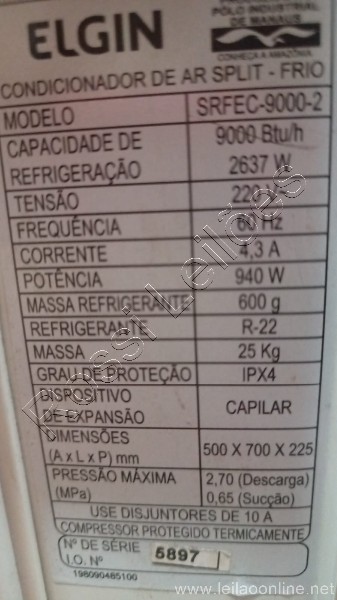 ELGIN
PÓLO INDUSTRIAL
DE MANAUS
CONHEÇA A AMAZÔNIA
CONDICIONADOR DE AR SPLIT - FRIO
MODELO SRFEC-9000-2
CAPACIDADE DE REFRIGERAÇÃO 9000 Btu/h
2637 W
TENSÃO 220 V
FREQUÊNCIA 60 Hz
CORRENTE 4,3 A
POTÊNCIA 940 W
MASSA REFRIGERANTE 600 g
REFRIGERANTE R-22
MASSA 25 Kg
GRAU DE PROTEÇÃO IPX4
DISPOSITIVO DE EXPANSÃO CAPILAR
DIMENSÕES (A x L x P) mm 500 X 700 X 225
PRESSÃO MÁXIMA (MPa) 2,70 (Descarga)
0,65 (Sucção)
USE DISJUNTORES DE 10 A
COMPRESSOR PROTEGIDO TERMICAMENTE
Nº DE SÉRIE 5897
I.O. Nº
198090485100
Rossi Leilões
www.leilaoonline.net